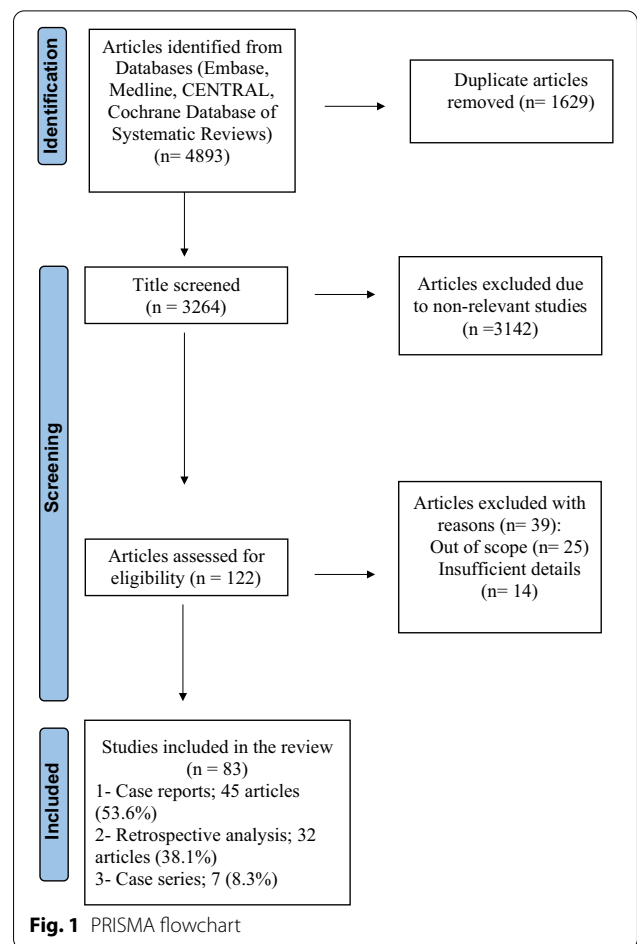 Identification
Articles identified from
Databases (Embase,
Medline, CENTRAL,
Cochrane Database of
Systematic Reviews)
(n= 4893)
Duplicate articles
removed (n= 1629)
Screening
Title screened
(n = 3264)
Articles excluded due
to non-relevant studies
(n =3142)
Articles assessed for
eligibility (n = 122)
Articles excluded with
reasons (n= 39):
Out of scope (n= 25)
Insufficient details
(n= 14)
Included
Studies included in the review
(n = 83)
1- Case reports; 45 articles
(53.6%)
2- Retrospective analysis; 32
articles (38.1%)
3- Case series; 7 (8.3%)
Fig. 1 PRISMA flowchart